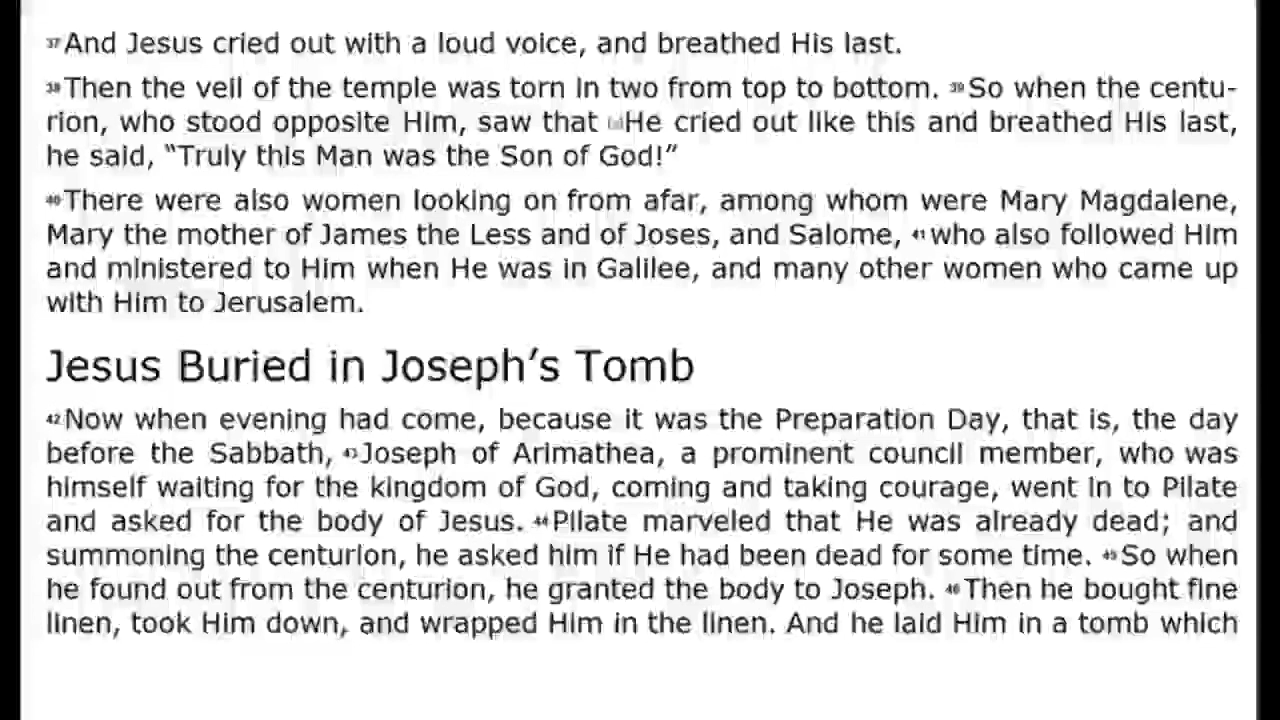 37And Jesus cried out with a loud voice, and breathed His last.
38Then the veil of the temple was torn in two from top to bottom. 39So when the centu-
rion, who stood opposite Him, saw that He cried out like this and breathed His last,
he said, “Truly this Man was the Son of God!”
40There were also women looking on from afar, among whom were Mary Magdalene,
Mary the mother of James the Less and of Joses, and Salome, 41who also followed Him
and ministered to Him when He was in Galilee, and many other women who came up
with Him to Jerusalem.
Jesus Buried in Joseph’s Tomb
42Now when evening had come, because it was the Preparation Day, that is, the day
before the Sabbath, 43Joseph of Arimathea, a prominent council member, who was
himself waiting for the kingdom of God, coming and taking courage, went in to Pilate
and asked for the body of Jesus. 44Pilate marveled that He was already dead; and
summoning the centurion, he asked him if He had been dead for some time. 45So when
he found out from the centurion, he granted the body to Joseph. 46Then he bought fine
linen, took Him down, and wrapped Him in the linen. And he laid Him in a tomb which